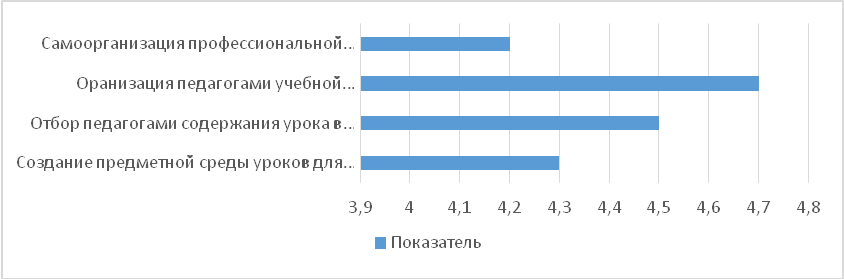 Самоорганизация профессиональной...
Оранизация педагогами учебной...
Отбор педагогами содержания урока в...
Создание предметной среды уроков для...
3,9 4 4,1 4,2 4,3 4,4 4,5 4,6 4,7 4,8
Показатель